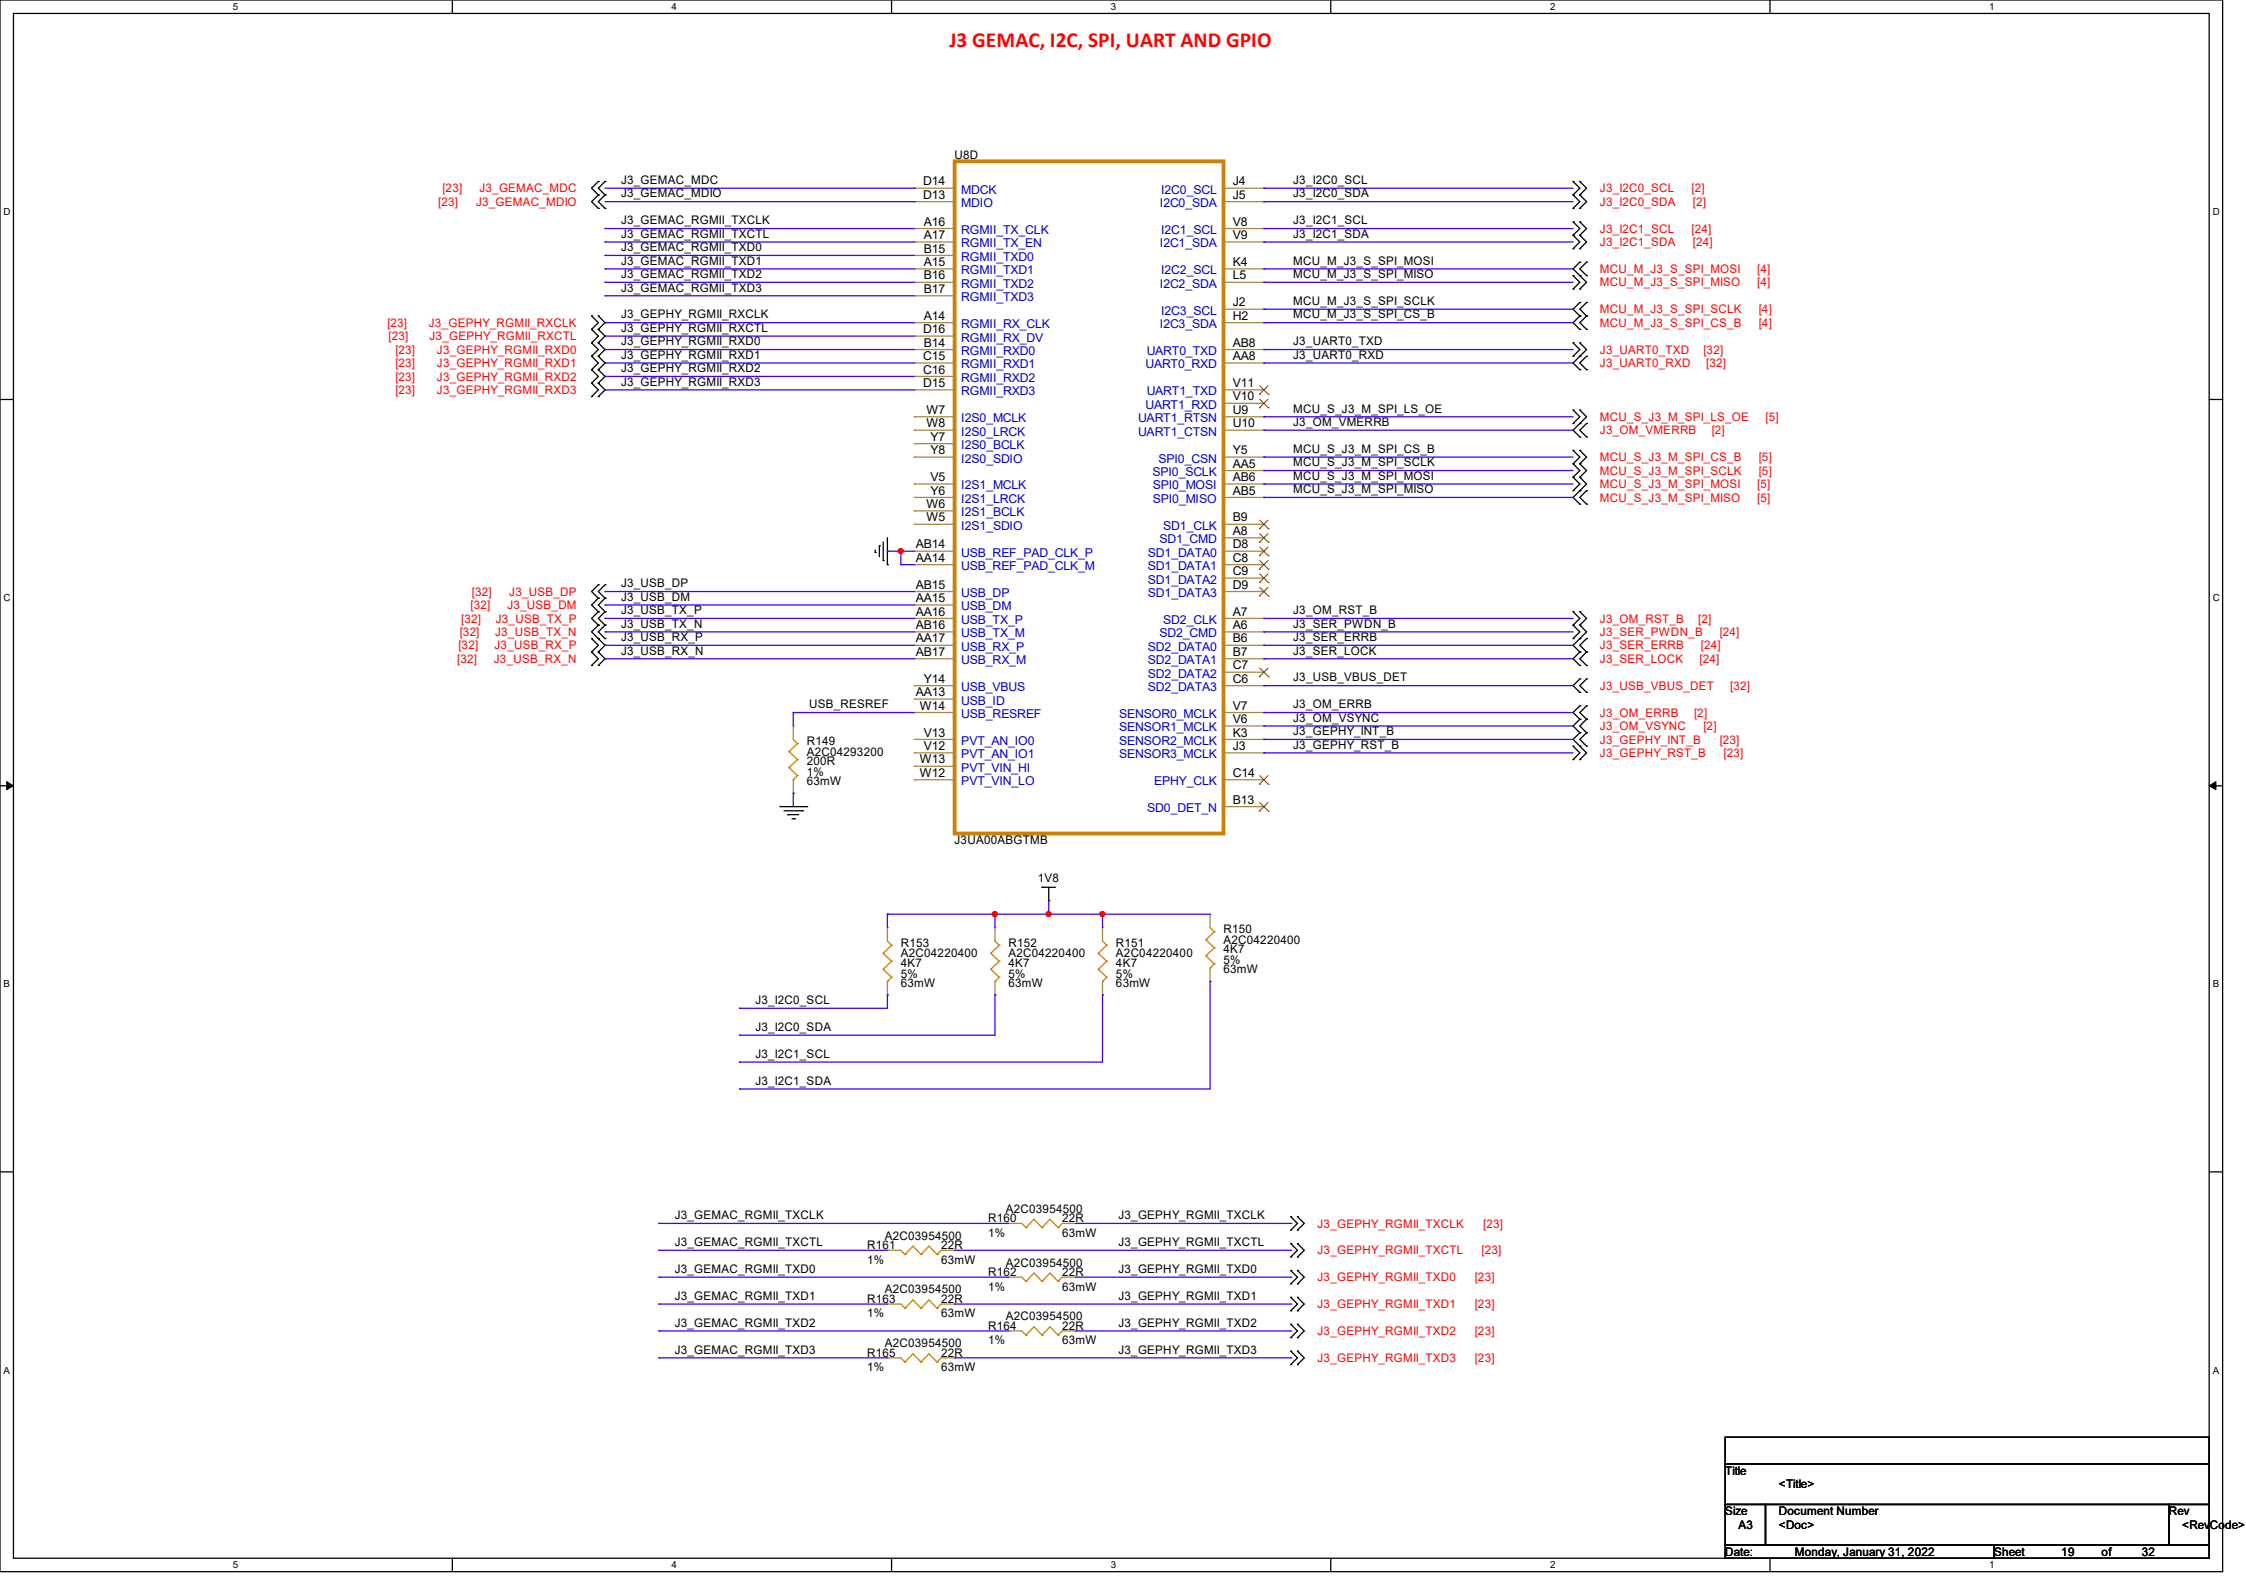 5 4 3 2 1
J3 GEMAC, I2C, SPI, UART AND GPIO
D D
C C
B B
A A
U8D
[23] J3_GEMAC_MDC J3_GEMAC_MDC D14 MDCK
[23] J3_GEMAC_MDIO J3_GEMAC_MDIO D13 MDIO
J3_GEMAC_RGMII_TXCLK A16 RGMII_TX_CLK
J3_GEMAC_RGMII_TXCTL A17 RGMII_TX_EN
J3_GEMAC_RGMII_TXD0 B15 RGMII_TXD0
J3_GEMAC_RGMII_TXD1 A15 RGMII_TXD1
J3_GEMAC_RGMII_TXD2 B16 RGMII_TXD2
J3_GEMAC_RGMII_TXD3 B17 RGMII_TXD3
[23] J3_GEPHY_RGMII_RXCLK J3_GEPHY_RGMII_RXCLK A14 RGMII_RX_CLK
[23] J3_GEPHY_RGMII_RXCTL J3_GEPHY_RGMII_RXCTL D16 RGMII_RX_DV
[23] J3_GEPHY_RGMII_RXD0 J3_GEPHY_RGMII_RXD0 B14 RGMII_RXD0
[23] J3_GEPHY_RGMII_RXD1 J3_GEPHY_RGMII_RXD1 C15 RGMII_RXD1
[23] J3_GEPHY_RGMII_RXD2 J3_GEPHY_RGMII_RXD2 C16 RGMII_RXD2
[23] J3_GEPHY_RGMII_RXD3 J3_GEPHY_RGMII_RXD3 D15 RGMII_RXD3
W7 I2S0_MCLK
W8 I2S0_LRCK
Y7 I2S0_BCLK
Y8 I2S0_SDIO
V5 I2S1_MCLK
Y6 I2S1_LRCK
W6 I2S1_BCLK
W5 I2S1_SDIO
AB14 USB_REF_PAD_CLK_P
AA14 USB_REF_PAD_CLK_M
[32] J3_USB_DP J3_USB_DP AB15 USB_DP
[32] J3_USB_DM J3_USB_DM AA15 USB_DM
[32] J3_USB_TX_P J3_USB_TX_P AA16 USB_TX_P
[32] J3_USB_TX_N J3_USB_TX_N AB16 USB_TX_M
[32] J3_USB_RX_P J3_USB_RX_P AA17 USB_RX_P
[32] J3_USB_RX_N J3_USB_RX_N AB17 USB_RX_M
Y14 USB_VBUS
AA13 USB_ID
USB_RESREF W14 USB_RESREF
R149
A2C04293200
200R
1%
63mW
V13 PVT_AN_IO0
V12 PVT_AN_IO1
W13 PVT_VIN_HI
W12 PVT_VIN_LO
I2C0_SCL J4 J3_I2C0_SCL J3_I2C0_SCL [2]
I2C0_SDA J5 J3_I2C0_SDA J3_I2C0_SDA [2]
I2C1_SCL V8 J3_I2C1_SCL J3_I2C1_SCL [24]
I2C1_SDA V9 J3_I2C1_SDA J3_I2C1_SDA [24]
I2C2_SCL K4 MCU_M_J3_S_SPI_MOSI MCU_M_J3_S_SPI_MOSI [4]
I2C2_SDA L5 MCU_M_J3_S_SPI_MISO MCU_M_J3_S_SPI_MISO [4]
I2C3_SCL J2 MCU_M_J3_S_SPI_SCLK MCU_M_J3_S_SPI_SCLK [4]
I2C3_SDA H2 MCU_M_J3_S_SPI_CS_B MCU_M_J3_S_SPI_CS_B [4]
UART0_TXD AB8 J3_UART0_TXD J3_UART0_TXD [32]
UART0_RXD AA8 J3_UART0_RXD J3_UART0_RXD [32]
UART1_TXD V11
UART1_RXD V10
UART1_RTSN U9 MCU_S_J3_M_SPI_LS_OE MCU_S_J3_M_SPI_LS_OE [5]
UART1_CTSN U10 J3_OM_VMERRB J3_OM_VMERRB [2]
SPI0_CSN Y5 MCU_S_J3_M_SPI_CS_B MCU_S_J3_M_SPI_CS_B [5]
SPI0_SCLK AA5 MCU_S_J3_M_SPI_SCLK MCU_S_J3_M_SPI_SCLK [5]
SPI0_MOSI AB6 MCU_S_J3_M_SPI_MOSI MCU_S_J3_M_SPI_MOSI [5]
SPI0_MISO AB5 MCU_S_J3_M_SPI_MISO MCU_S_J3_M_SPI_MISO [5]
SD1_CLK B9
SD1_CMD A8
SD1_DATA0 D8
SD1_DATA1 C8
SD1_DATA2 C9
SD1_DATA3 D9
SD2_CLK A7 J3_OM_RST_B J3_OM_RST_B [2]
SD2_CMD A6 J3_SER_PWDN_B J3_SER_PWDN_B [24]
SD2_DATA0 B6 J3_SER_ERRB J3_SER_ERRB [24]
SD2_DATA1 B7 J3_SER_LOCK J3_SER_LOCK [24]
SD2_DATA2 C7
SD2_DATA3 C6 J3_USB_VBUS_DET J3_USB_VBUS_DET [32]
SENSOR0_MCLK V7 J3_OM_ERRB J3_OM_ERRB [2]
SENSOR1_MCLK V6 J3_OM_VSYNC J3_OM_VSYNC [2]
SENSOR2_MCLK K3 J3_GEPHY_INT_B J3_GEPHY_INT_B [23]
SENSOR3_MCLK J3 J3_GEPHY_RST_B J3_GEPHY_RST_B [23]
EPHY_CLK C14
SD0_DET_N B13
J3UA00ABGTMB
1V8
R153
A2C04220400
4K7
5%
63mW
R152
A2C04220400
4K7
5%
63mW
R151
A2C04220400
4K7
5%
63mW
R150
A2C04220400
4K7
5%
63mW
J3_I2C0_SCL
J3_I2C0_SDA
J3_I2C1_SCL
J3_I2C1_SDA
J3_GEMAC_RGMII_TXCLK R160 A2C03954500 22R 1% 63mW J3_GEPHY_RGMII_TXCLK J3_GEPHY_RGMII_TXCLK [23]
J3_GEMAC_RGMII_TXCTL R161 A2C03954500 22R 1% 63mW J3_GEPHY_RGMII_TXCTL J3_GEPHY_RGMII_TXCTL [23]
J3_GEMAC_RGMII_TXD0 R162 A2C03954500 22R 1% 63mW J3_GEPHY_RGMII_TXD0 J3_GEPHY_RGMII_TXD0 [23]
J3_GEMAC_RGMII_TXD1 R163 A2C03954500 22R 1% 63mW J3_GEPHY_RGMII_TXD1 J3_GEPHY_RGMII_TXD1 [23]
J3_GEMAC_RGMII_TXD2 R164 A2C03954500 22R 1% 63mW J3_GEPHY_RGMII_TXD2 J3_GEPHY_RGMII_TXD2 [23]
J3_GEMAC_RGMII_TXD3 R165 A2C03954500 22R 1% 63mW J3_GEPHY_RGMII_TXD3 J3_GEPHY_RGMII_TXD3 [23]
Title
<Title>
Size Document Number Rev
A3 <Doc> <RevCode>
Date: Monday, January 31, 2022 Sheet 19 of 32
5 4 3 2 1